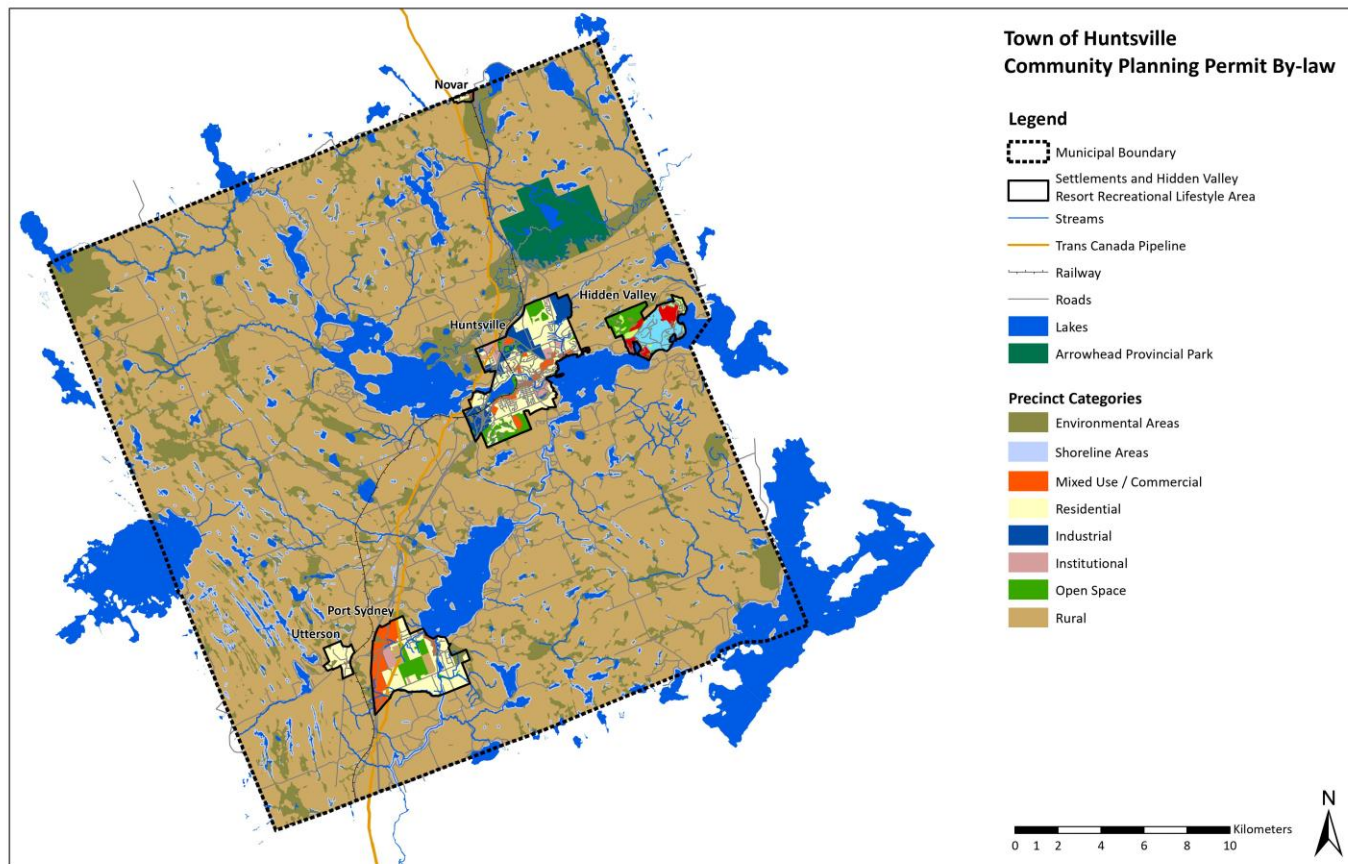 Town of Huntsville
Community Planning Permit By-law
Legend
Municipal Boundary
Settlements and Hidden Valley
Resort Recreational Lifestyle Area
Streams
Trans Canada Pipeline
Railway
Roads
Lakes
Arrowhead Provincial Park
Precinct Categories
Environmental Areas
Shoreline Areas
Mixed Use / Commercial
Residential
Industrial
Institutional
Open Space
Rural
Novar
Hidden Valley
Huntsville
Port Sydney
Utterson
N
Kilometers
0 1 2 4 6 8 10